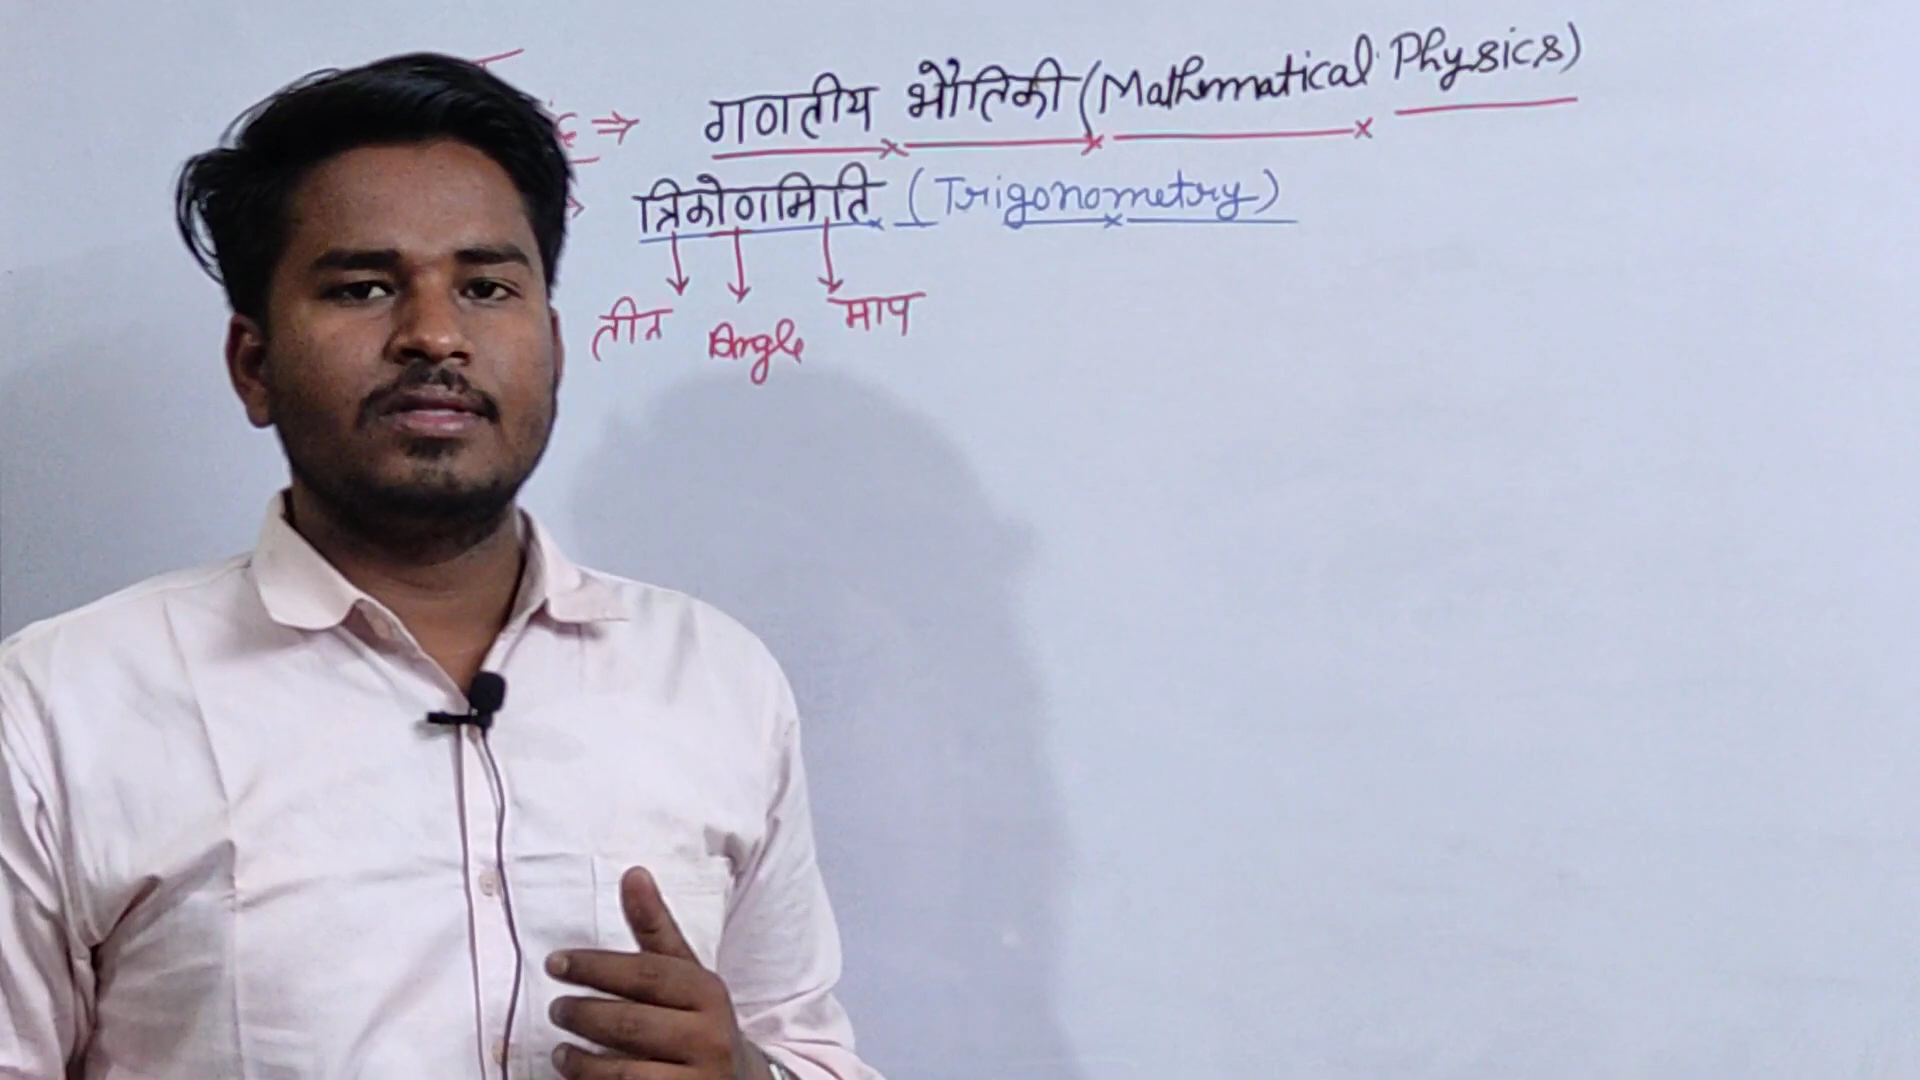 ⇒ गणतीय भौतिकी (Mathematical Physics)
त्रिकोणमिति (Trigonometry)
तीन Angle माप